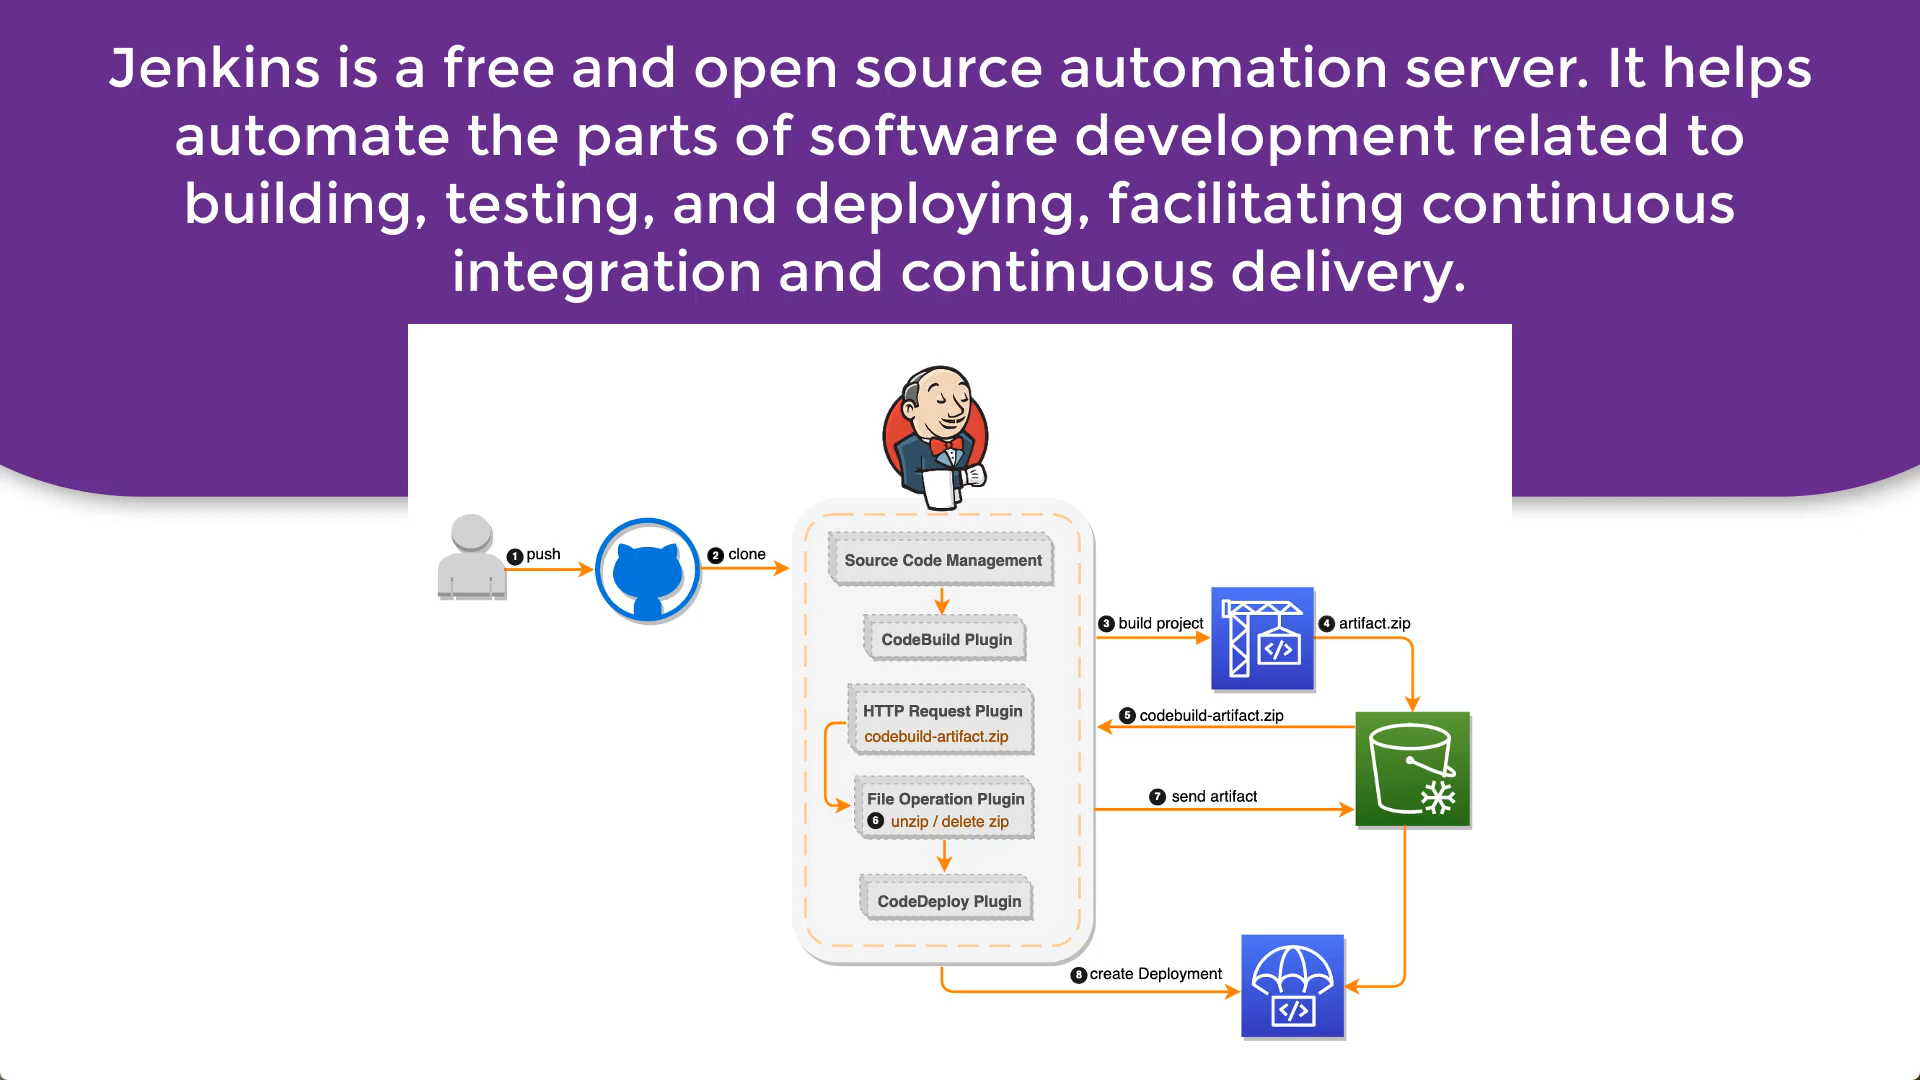 Jenkins is a free and open source automation server. It helps
automate the parts of software development related to
building, testing, and deploying, facilitating continuous
integration and continuous delivery.
1 push
2 clone
Source Code Management
CodeBuild Plugin
3 build project
4 artifact.zip
</>
HTTP Request Plugin
codebuild-artifact.zip
5 codebuild-artifact.zip
File Operation Plugin
6 unzip / delete zip
7 send artifact
CodeDeploy Plugin
8 create Deployment
</>